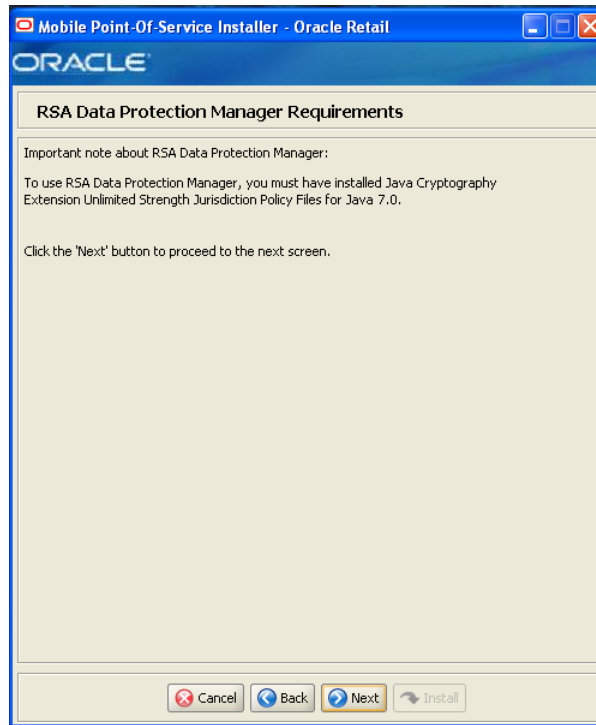 Mobile Point-Of-Service Installer - Oracle Retail
ORACLE
RSA Data Protection Manager Requirements
Important note about RSA Data Protection Manager:
To use RSA Data Protection Manager, you must have installed Java Cryptography
Extension Unlimited Strength Jurisdiction Policy Files for Java 7.0.
Click the 'Next' button to proceed to the next screen.
Cancel Back Next Install